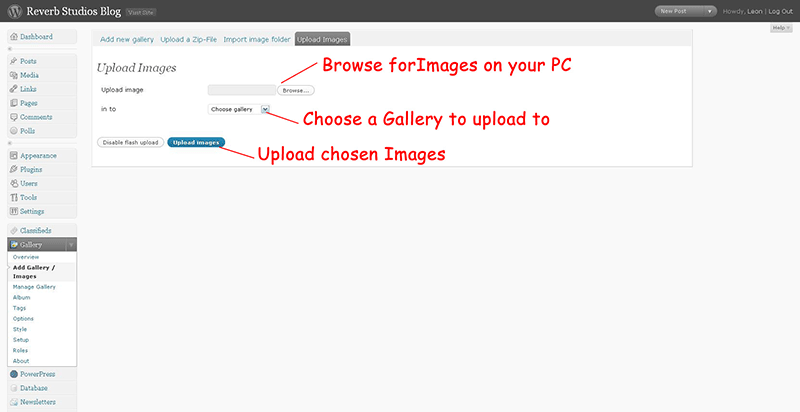 Reverb Studios Blog Visit Site New Post Howdy, Leon | Log Out
Help
Dashboard
Posts
Media
Links
Pages
Comments
Polls
Appearance
Plugins
Users
Tools
Settings
Classifieds
Gallery
Overview
Add Gallery /
Images
Manage Gallery
Album
Tags
Options
Style
Setup
Roles
About
PowerPress
Database
Newsletters
Add new gallery Upload a Zip-File Import image folder Upload Images
Upload Images
Upload image Browse...
Browse forImages on your PC
in to Choose gallery
Choose a Gallery to upload to
Disable flash upload Upload images
Upload chosen Images